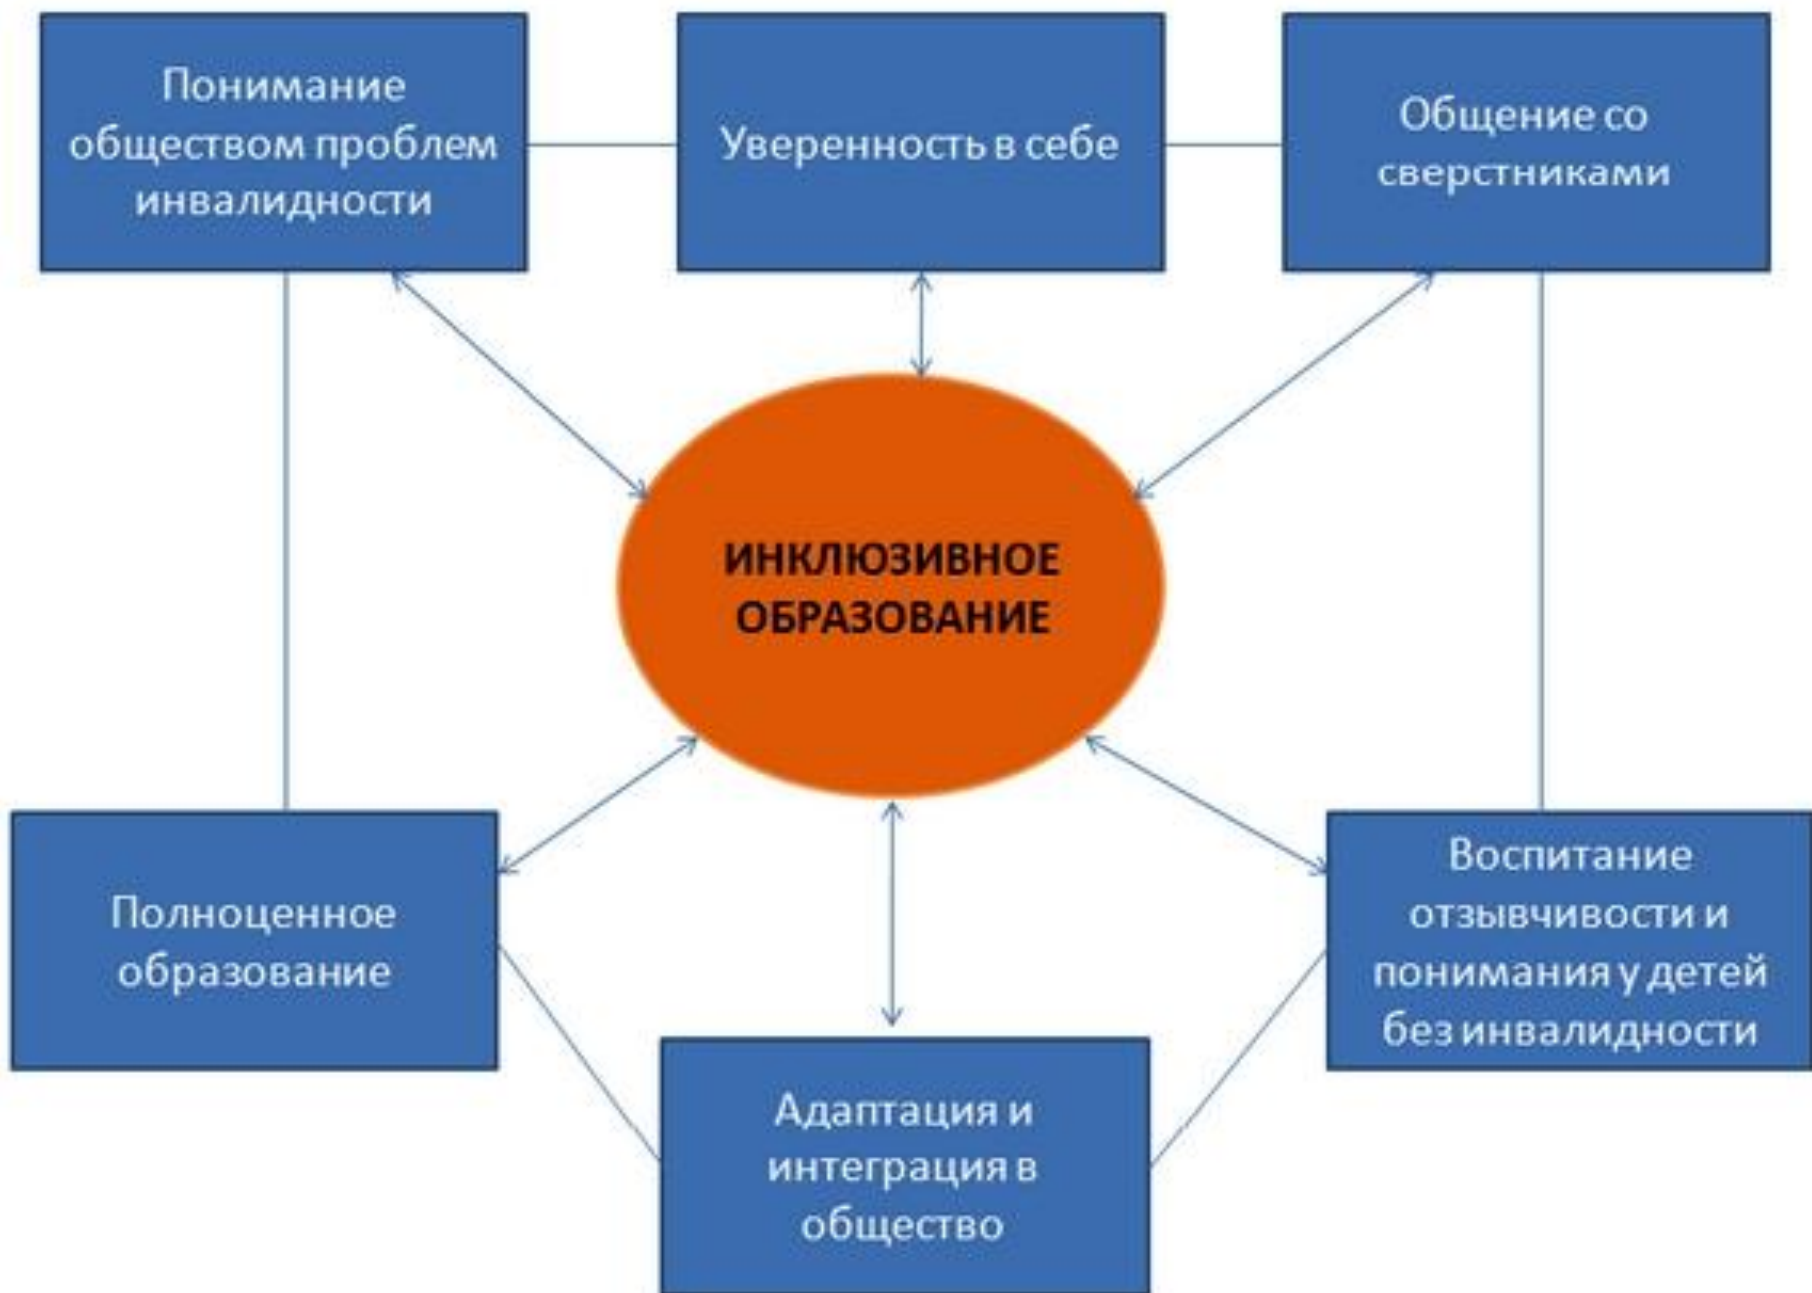 Понимание
обществом проблем
инвалидности
Уверенность в себе
Общение со
сверстниками
ИНКЛЮЗИВНОЕ
ОБРАЗОВАНИЕ
Полноценное
образование
Адаптация и
интеграция в
общество
Воспитание
отзывчивости и
понимания у детей
без инвалидности